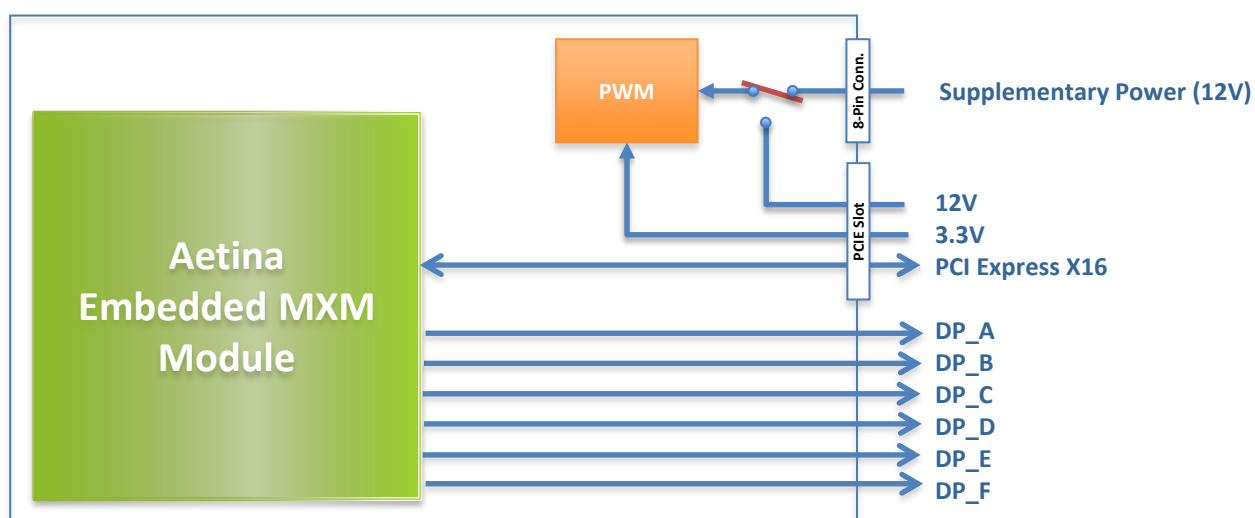 PWM
8-Pin Conn.
Supplementary Power (12V)
PCIE Slot
12V
3.3V
PCI Express X16
Aetina
Embedded MXM
Module
DP_A
DP_B
DP_C
DP_D
DP_E
DP_F